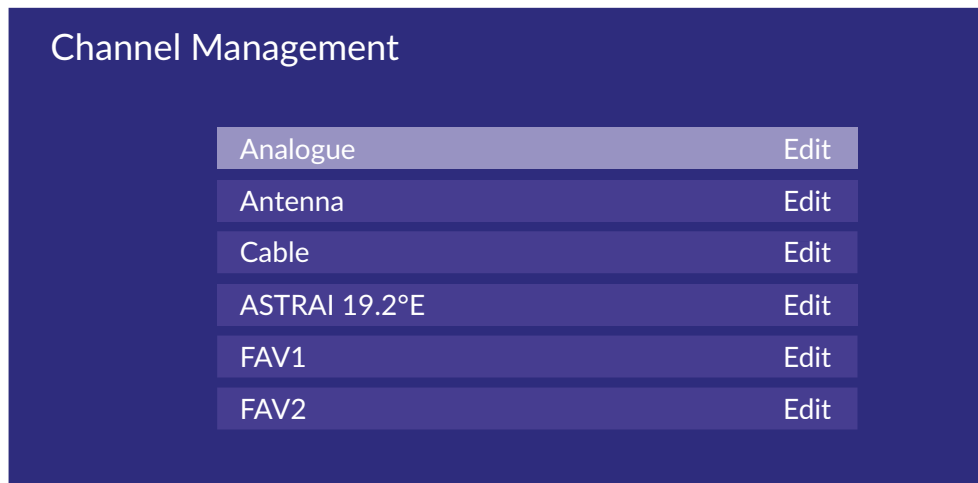 Channel Management
Analogue Edit
Antenna Edit
Cable Edit
ASTRAI 19.2°E Edit
FAV1 Edit
FAV2 Edit